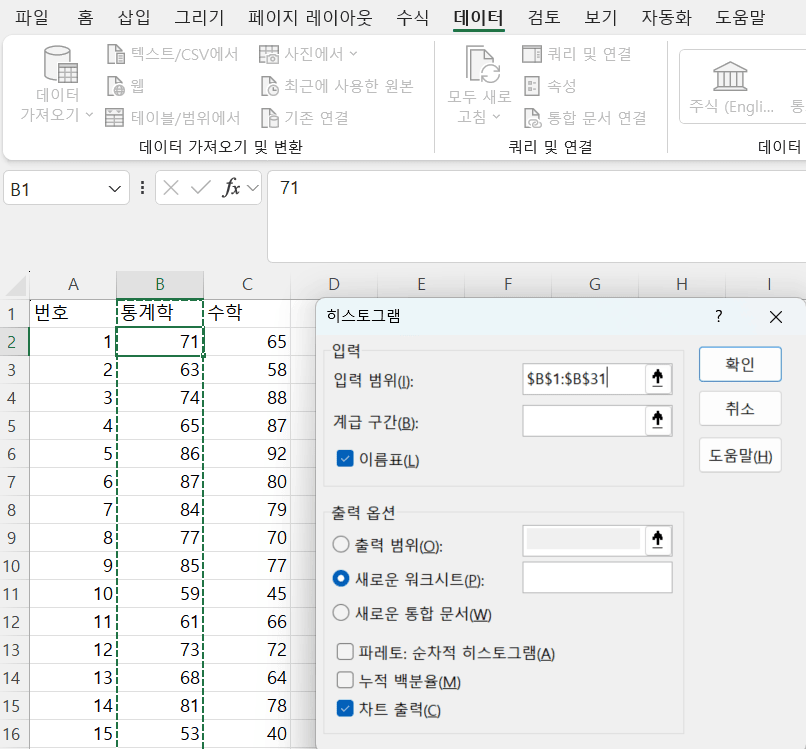 파일 홈 삽입 그리기 페이지 레이아웃 수식 데이터 검토 보기 자동화 도움말
데이터 가져오기
텍스트/CSV에서
웹
테이블/범위에서
사진에서
최근에 사용한 원본
기존 연결
데이터 가져오기 및 변환
모두 새로 고침
쿼리 및 연결
속성
통합 문서 연결
쿼리 및 연결
주식 (Engli... 통
데이터
B1 fx 71
A B C D E F G H I
1 번호 통계학 수학
2 1 71 65
3 2 63 58
4 3 74 88
5 4 65 87
6 5 86 92
7 6 87 80
8 7 84 79
9 8 77 70
10 9 85 77
11 10 59 45
12 11 61 66
13 12 73 72
14 13 68 64
15 14 81 78
16 15 53 40
히스토그램 ?
입력
입력 범위(I): $B$1:$B$31
계급 구간(B):
이름표(L)
확인
취소
도움말(H)
출력 옵션
출력 범위(O):
새로운 워크시트(P):
새로운 통합 문서(W)
파레토: 순차적 히스토그램(A)
누적 백분율(M)
차트 출력(C)